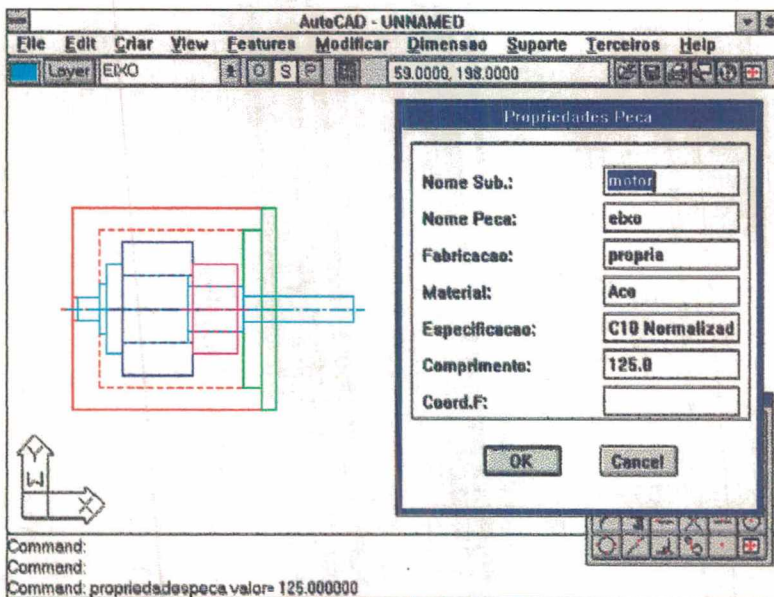 AutoCAD - UNNAMED
File Edit Criar View Features Modificar Dimensao Suporte Terceiros Help
Layer EIXO O S P 59.0000, 198.0000
Propriedades Peca
Nome Sub.: motor
Nome Peca: eixo
Fabricacao: propria
Material: Aco
Especificacao: C10 Normalizad
Comprimento: 125.0
Coord.F:
OK Cancel
Y
W
X
Command:
Command:
Command: propriedadespeca valor= 125.000000